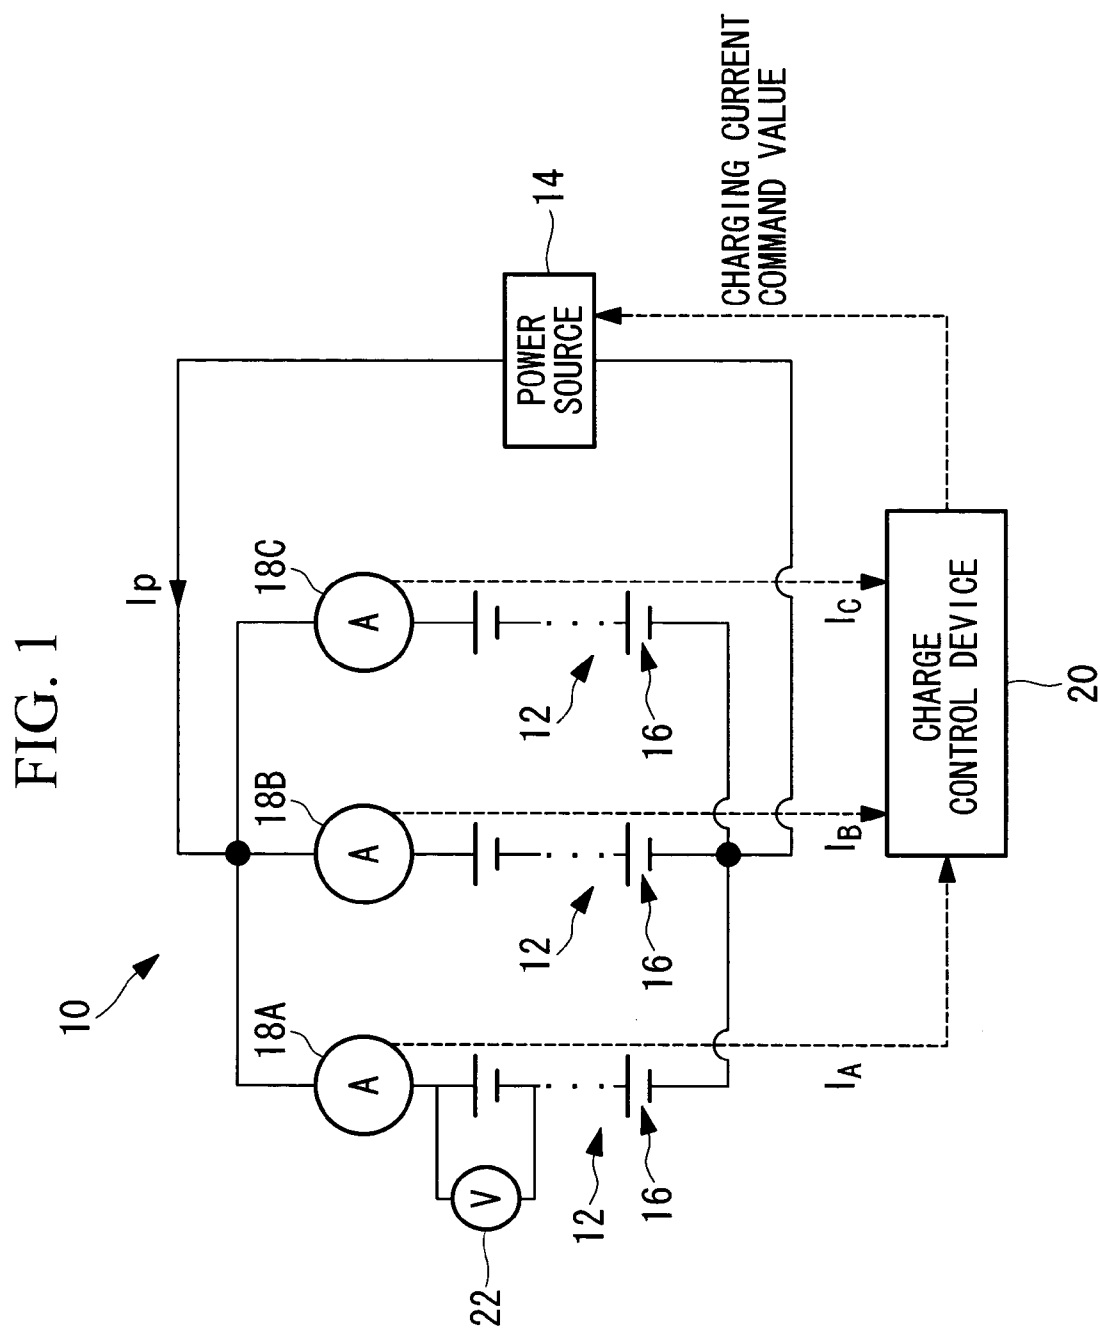 FIG. 1
10
Ip
18A
18B
18C
A
A
A
V
22
12
12
12
16
16
16
POWER
SOURCE
14
CHARGING CURRENT
COMMAND VALUE
IA
IB
IC
CHARGE
CONTROL DEVICE
20